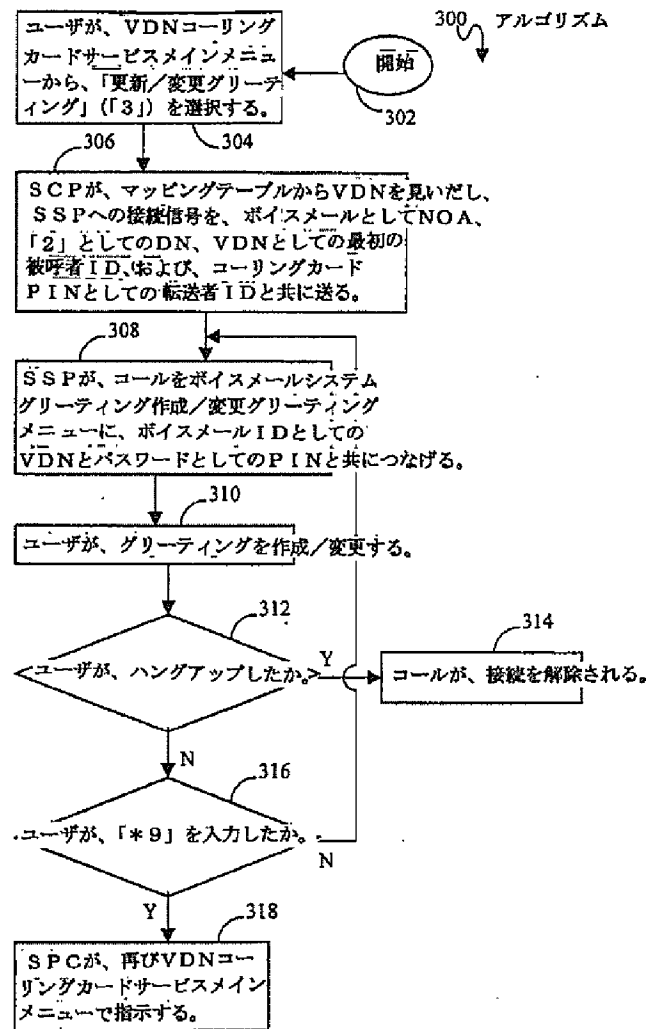 300 アルゴリズム
開始
302
ユーザが、VDNコーリング
カードサービスメインメニュ
ーから、「更新／変更グリーテ
ィング」(「3」)を選択する。
304
306
SCPが、マッピングテーブルからVDNを見いだし、
SSPへの接続信号を、ボイスメールとしてNOA、
「2」としてのDN、VDNとしての最初の
被呼者ID、および、コーリングカード
PINとしての転送者IDと共に送る。
308
SSPが、コールをボイスメールシステム
グリーティング作成／変更グリーティング
メニューに、ボイスメールIDとしての
VDNとパスワードとしてのPINと共につなげる。
310
ユーザが、グリーティングを作成／変更する。
312
ユーザが、ハングアップしたか。
Y
314
コールが、接続を解除される。
N
316
ユーザが、「＊9」を入力したか。
N
Y
318
SPCが、再びVDNコー
リングカードサービスメイン
メニューで指示する。